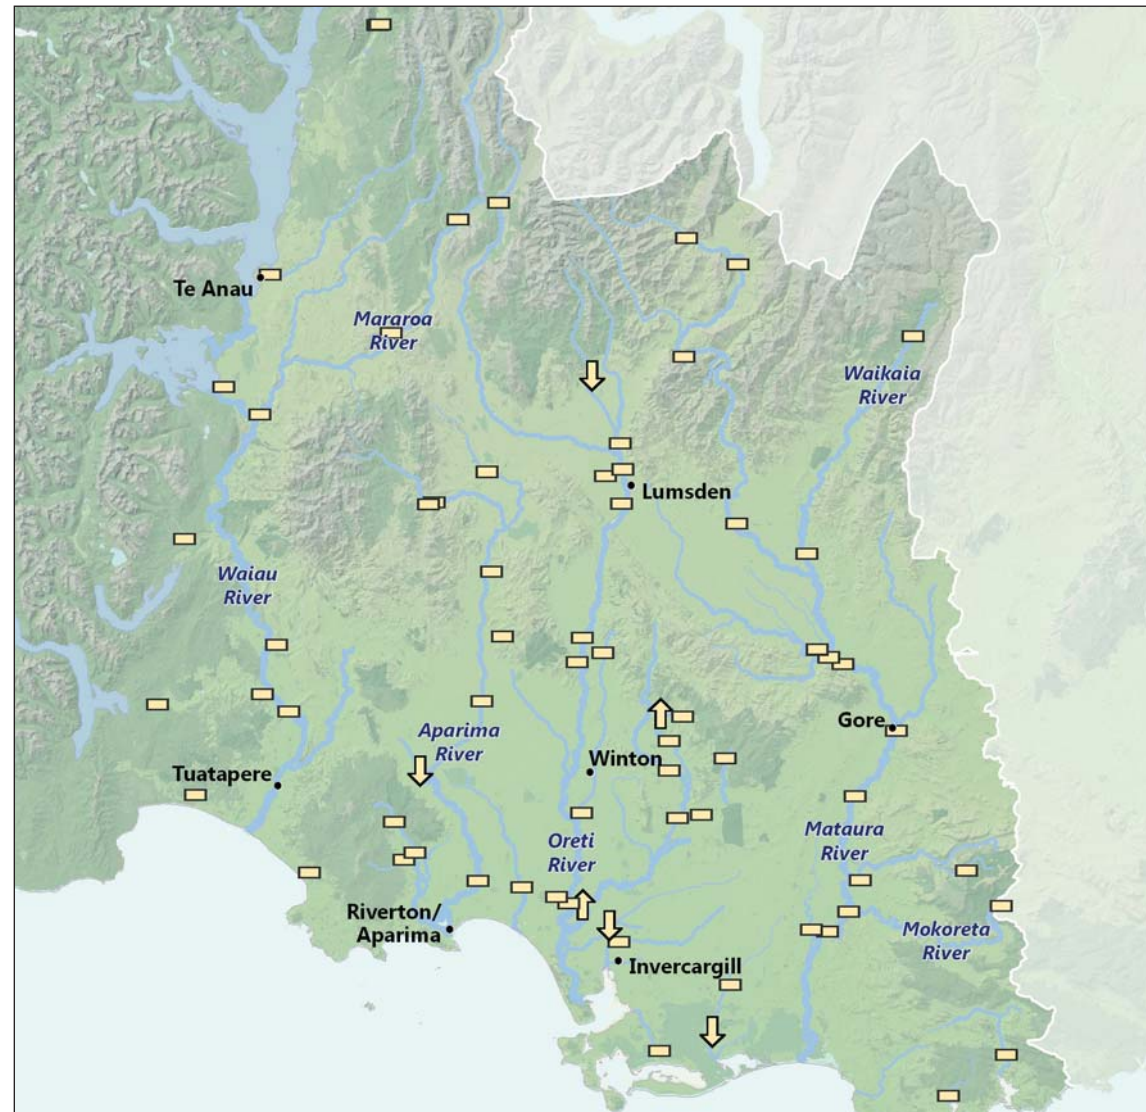 Te Anau
Mararoa
River
Waikaia
River
Lumsden
Waiau
River
Aparima
River
Gore
Winton
Tuatapere
Oreti
River
Mataura
River
Riverton/
Aparima
Mokoreta
River
Invercargill